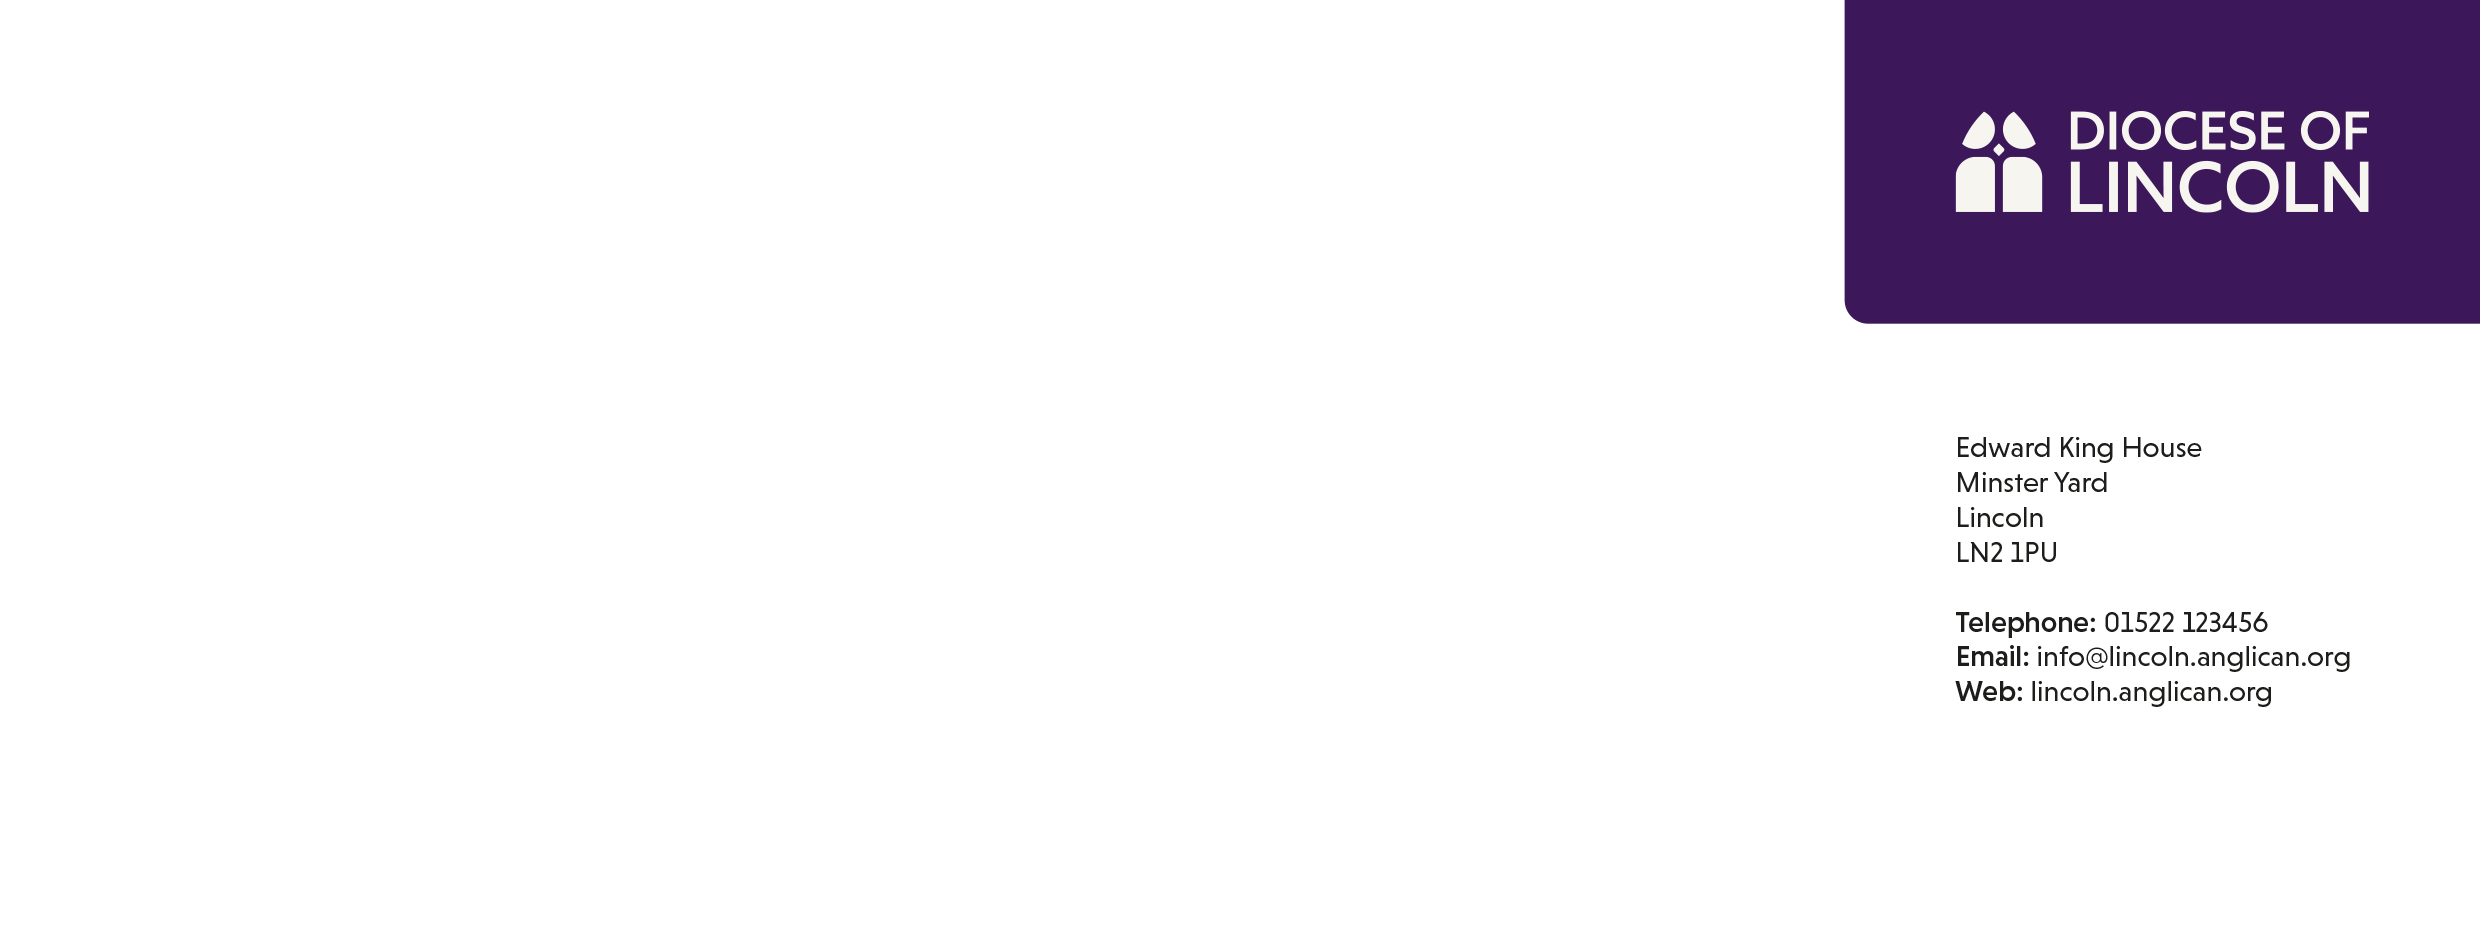 DIOCESE OF
LINCOLN
Edward King House
Minster Yard
Lincoln
LN2 1PU
Telephone: 01522 123456
Email: info@lincoln.anglican.org
Web: lincoln.anglican.org